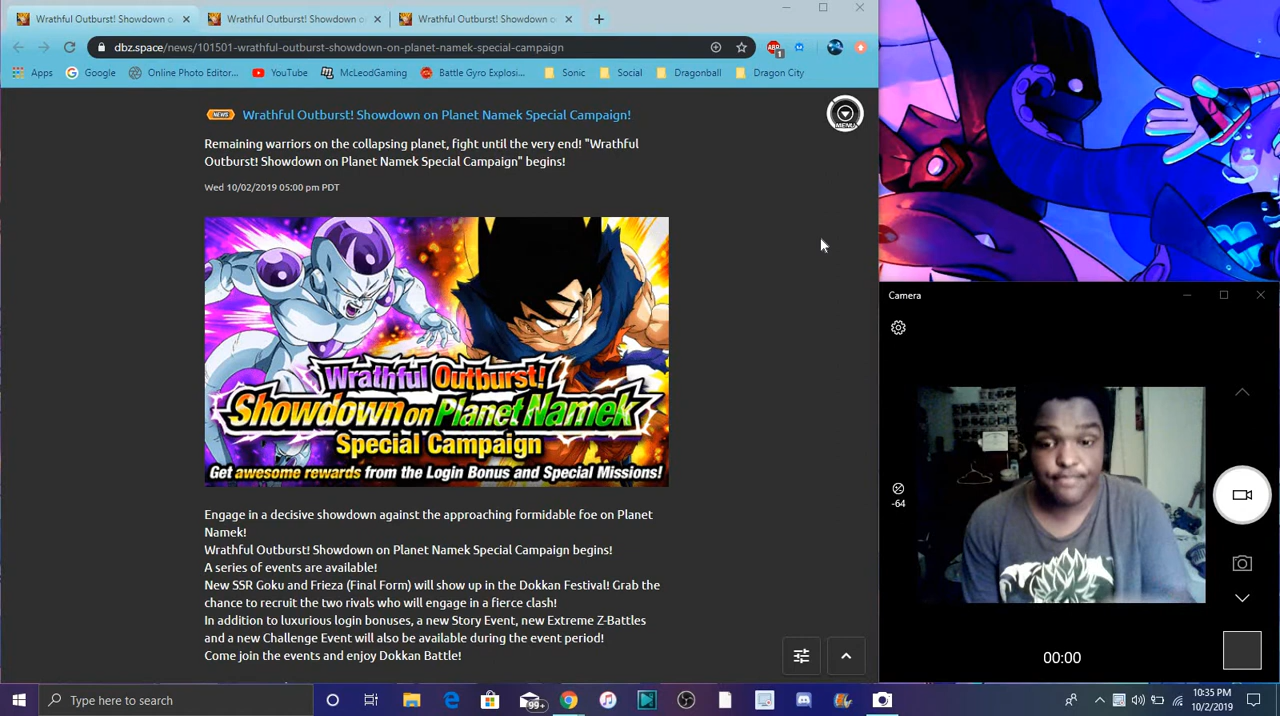 Wrathful Outburst! Showdown o
Wrathful Outburst! Showdown o
Wrathful Outburst! Showdown o
dbz.space/news/101501-wrathful-outburst-showdown-on-planet-namek-special-campaign
ABP
1
Apps
Google
Online Photo Editor...
YouTube
McLeodGaming
Battle Gyro Explosi...
Sonic
Social
Dragonball
Dragon City
NEWS
Wrathful Outburst! Showdown on Planet Namek Special Campaign!
MENU
Remaining warriors on the collapsing planet, fight until the very end! "Wrathful
Outburst! Showdown on Planet Namek Special Campaign" begins!
Wed 10/02/2019 05:00 pm PDT
Wrathful Outburst!
Showdown on Planet Namek
Special Campaign
Get awesome rewards from the Login Bonus and Special Missions!
Engage in a decisive showdown against the approaching formidable foe on Planet
Namek!
Wrathful Outburst! Showdown on Planet Namek Special Campaign begins!
A series of events are available!
New SSR Goku and Frieza (Final Form) will show up in the Dokkan Festival! Grab the
chance to recruit the two rivals who will engage in a fierce clash!
In addition to luxurious login bonuses, a new Story Event, new Extreme Z-Battles
and a new Challenge Event will also be available during the event period!
Come join the events and enjoy Dokkan Battle!
Camera
-64
00:00
Type here to search
99+
10:35 PM
10/2/2019